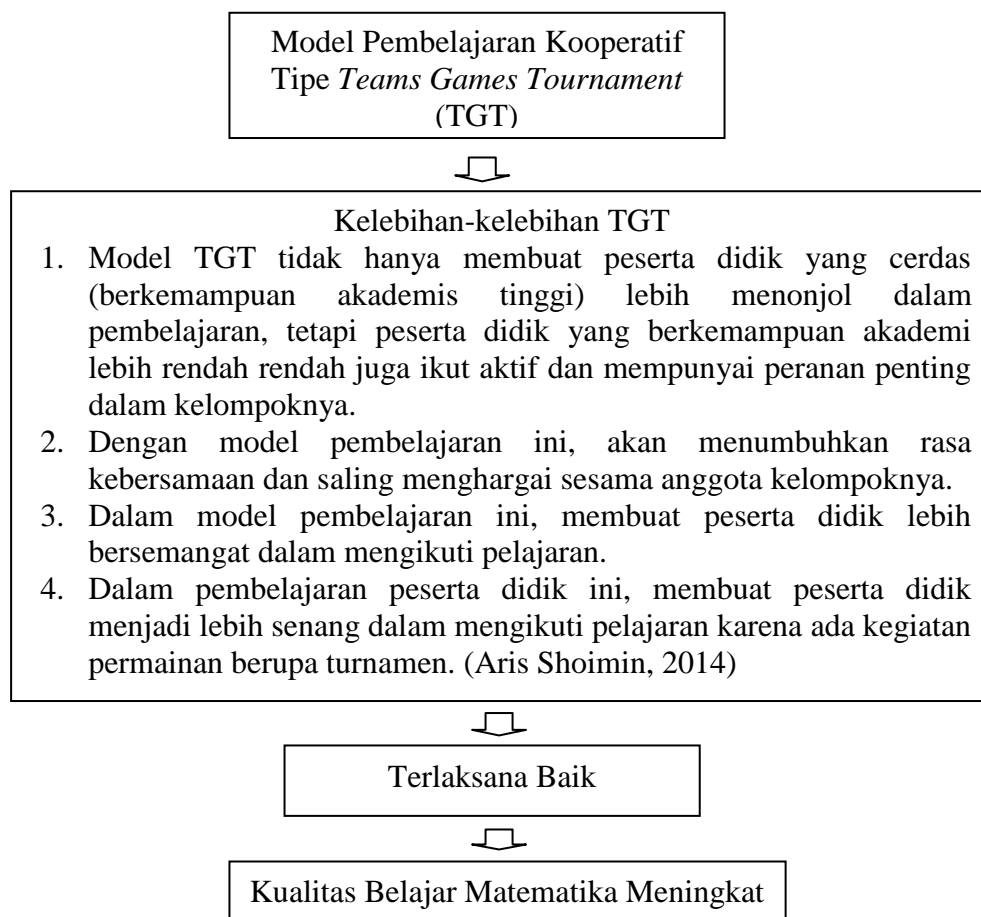 Model Pembelajaran Kooperatif
Tipe Teams Games Tournament
(TGT)
Kelebihan-kelebihan TGT
1. Model TGT tidak hanya membuat peserta didik yang cerdas
(berkemampuan akademis tinggi) lebih menonjol dalam
pembelajaran, tetapi peserta didik yang berkemampuan akademi
lebih rendah rendah juga ikut aktif dan mempunyai peranan penting
dalam kelompoknya.
2. Dengan model pembelajaran ini, akan menumbuhkan rasa
kebersamaan dan saling menghargai sesama anggota kelompoknya.
3. Dalam model pembelajaran ini, membuat peserta didik lebih
bersemangat dalam mengikuti pelajaran.
4. Dalam pembelajaran peserta didik ini, membuat peserta didik
menjadi lebih senang dalam mengikuti pelajaran karena ada kegiatan
permainan berupa turnamen. (Aris Shoimin, 2014)
Terlaksana Baik
Kualitas Belajar Matematika Meningkat